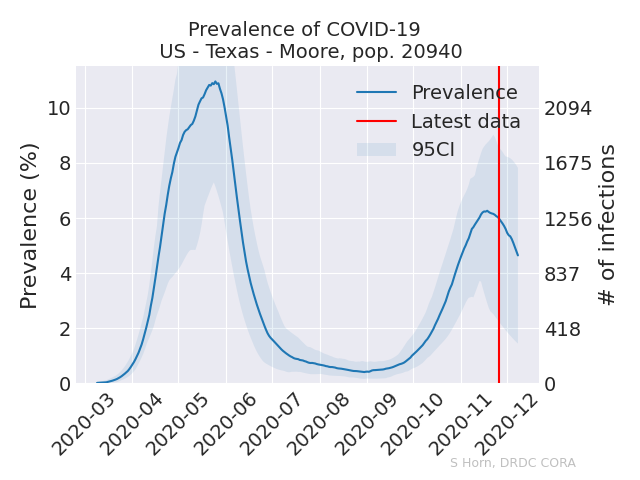 Prevalence of COVID-19
US - Texas - Moore, pop. 20940
Prevalence
Latest data
95CI
Prevalence (%)
10
8
6
4
2
0
2094
1675
1256
837
418
0
# of infections
2020-03
2020-04
2020-05
2020-06
2020-07
2020-08
2020-09
2020-10
2020-11
2020-12
S Horn, DRDC CORA